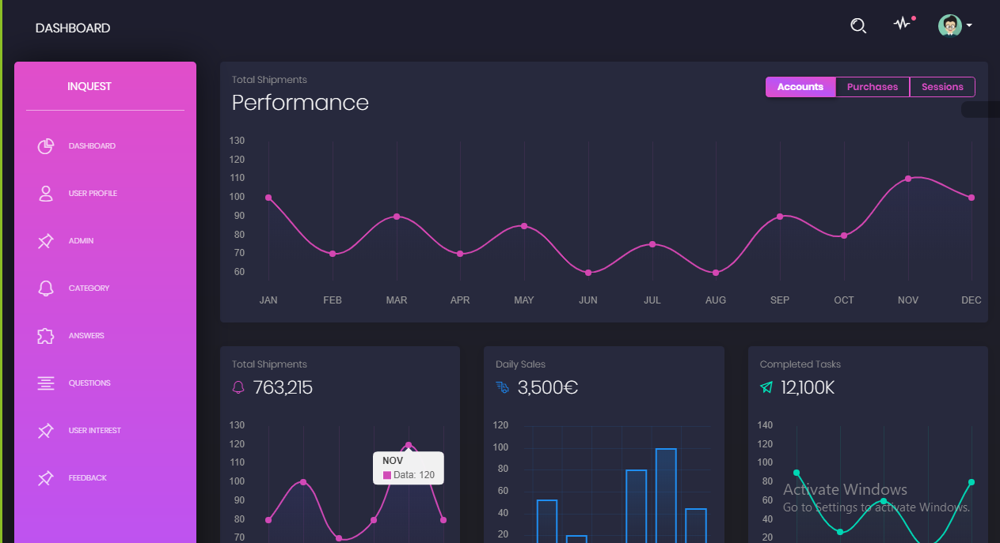 DASHBOARD
INQUEST
DASHBOARD
USER PROFILE
ADMIN
CATEGORY
ANSWERS
QUESTIONS
USER INTEREST
FEEDBACK
Total Shipments
Performance
Accounts Purchases Sessions
130
120
110
100
90
80
70
60
JAN FEB MAR APR MAY JUN JUL AUG SEP OCT NOV DEC
Total Shipments
763,215
130
120
110
100
90
80
70
NOV
Data: 120
Daily Sales
3,500€
120
100
80
60
40
20
Completed Tasks
12,100K
140
120
100
80
60
40
20
Activate Windows
Go to Settings to activate Windows.